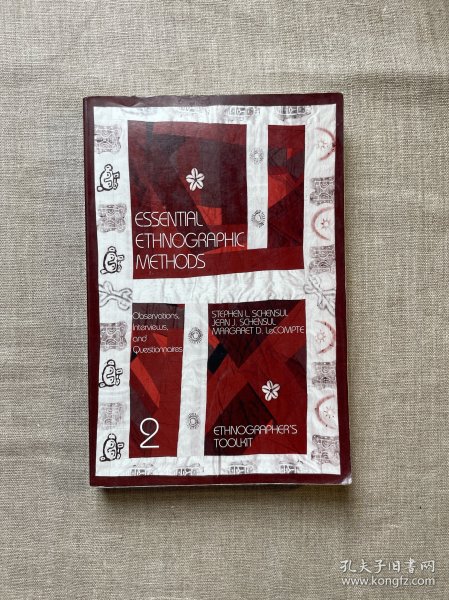 ESSENTIAL
ETHNOGRAPHIC
METHODS
Observations,
Interviews,
and
Questionnaires
STEPHEN L. SCHENSUL
JEAN J. SCHENSUL
MARGARET D. LeCOMPTE
2
ETHNOGRAPHER'S
TOOLKIT
孔夫子旧书网
www.kongfz.com